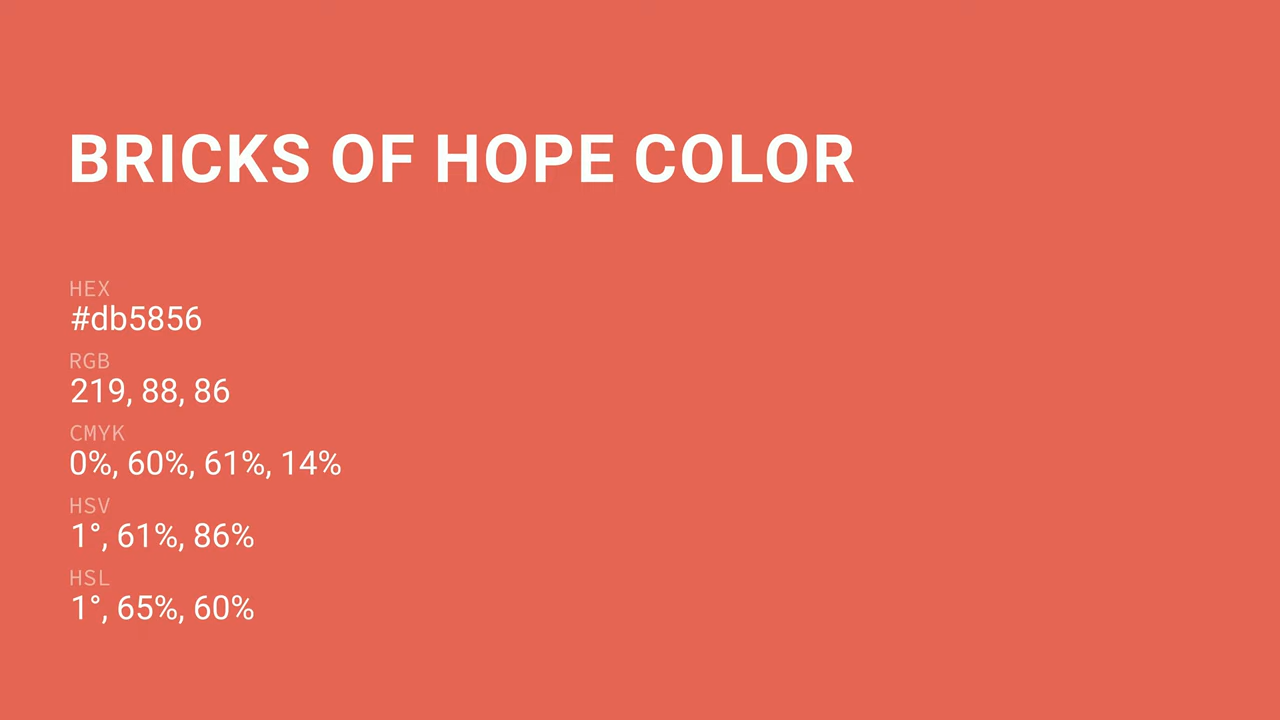 BRICKS OF HOPE COLOR
HEX
#db5856
RGB
219, 88, 86
CMYK
0%, 60%, 61%, 14%
HSV
1°, 61%, 86%
HSL
1°, 65%, 60%